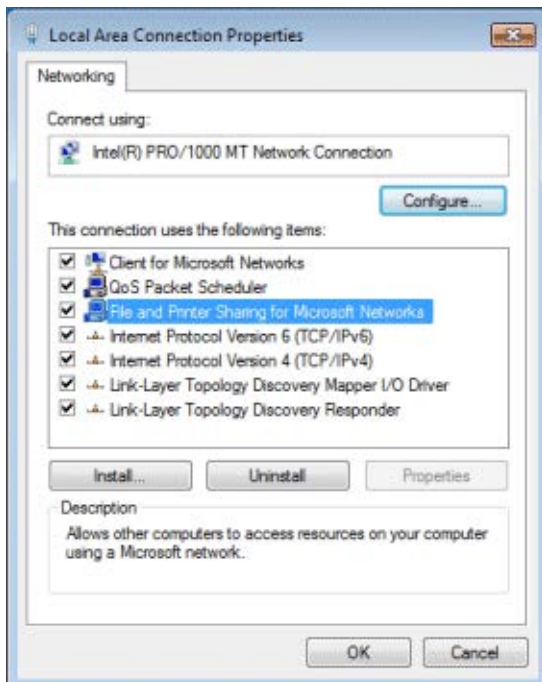 Local Area Connection Properties
Networking
Connect using:
Intel(R) PRO/1000 MT Network Connection
Configure...
This connection uses the following items:
Client for Microsoft Networks
QoS Packet Scheduler
File and Printer Sharing for Microsoft Networks
Internet Protocol Version 6 (TCP/IPv6)
Internet Protocol Version 4 (TCP/IPv4)
Link-Layer Topology Discovery Mapper I/O Driver
Link-Layer Topology Discovery Responder
Install... Uninstall Properties
Description
Allows other computers to access resources on your computer
using a Microsoft network.
OK Cancel